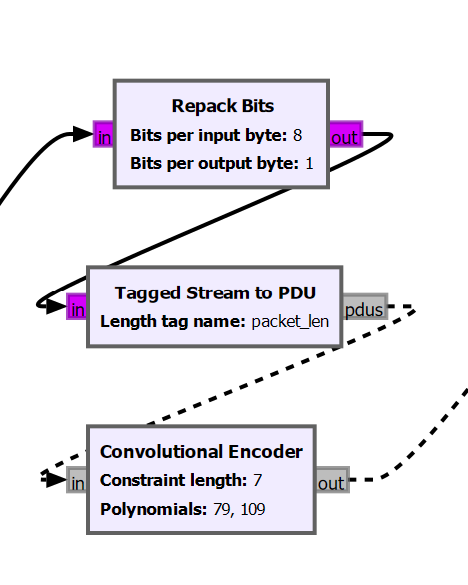 Repack Bits
in
Bits per input byte: 8
out
Bits per output byte: 1
Tagged Stream to PDU
in
Length tag name: packet_len
pdus
Convolutional Encoder
in
Constraint length: 7
out
Polynomials: 79, 109